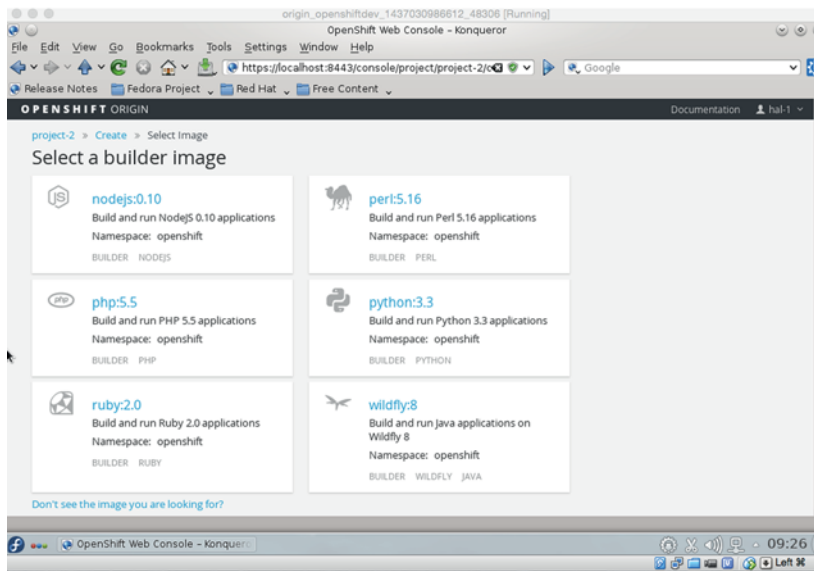 origin_openshiftdev_1437030986612_48306 [Running]
OpenShift Web Console – Konqueror
File Edit View Go Bookmarks Tools Settings Window Help
https://localhost:8443/console/project/project-2/c
Google
Release Notes Fedora Project Red Hat Free Content
OPENSHIFT ORIGIN
Documentation hal-1
project-2 » Create » Select Image
Select a builder image
JS
nodejs:0.10
Build and run NodeJS 0.10 applications
Namespace: openshift
BUILDER NODEJS
perl:5.16
Build and run Perl 5.16 applications
Namespace: openshift
BUILDER PERL
php
php:5.5
Build and run PHP 5.5 applications
Namespace: openshift
BUILDER PHP
python:3.3
Build and run Python 3.3 applications
Namespace: openshift
BUILDER PYTHON
ruby:2.0
Build and run Ruby 2.0 applications
Namespace: openshift
BUILDER RUBY
wildfly:8
Build and run Java applications on
Wildfly 8
Namespace: openshift
BUILDER WILDFLY JAVA
Don't see the image you are looking for?
OpenShift Web Console – Konquer
09:26
Left ⌘